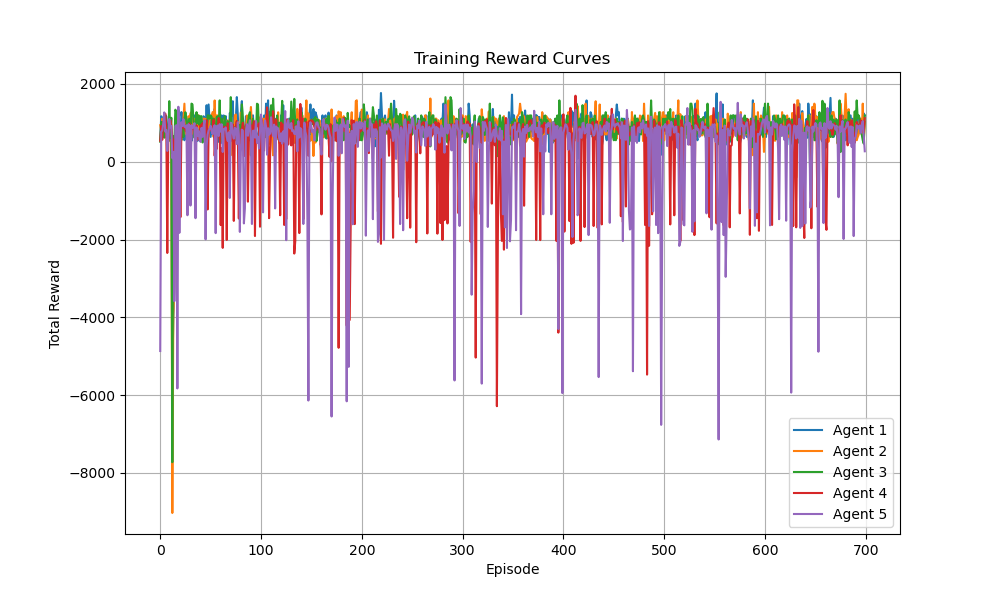 Training Reward Curves
Total Reward
2000
0
−2000
−4000
−6000
−8000
0 100 200 300 400 500 600 700
Episode
Agent 1
Agent 2
Agent 3
Agent 4
Agent 5